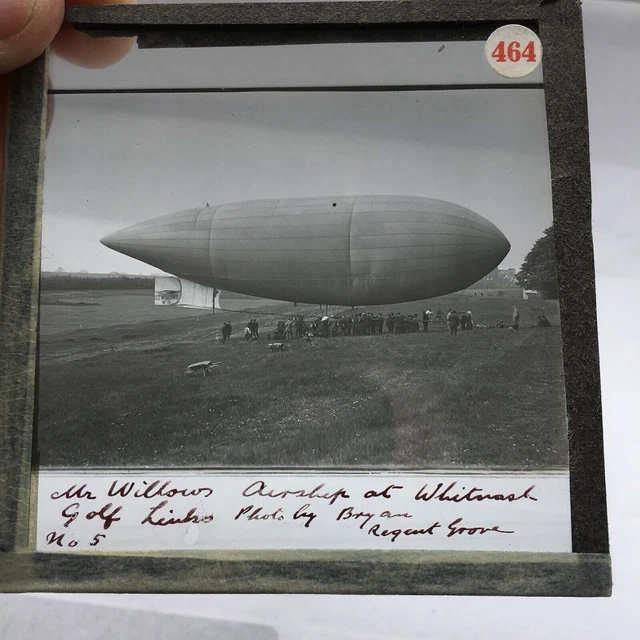 464
Mr Willows Airship at Whitnash
Golf Links Photo by Bryan
Regent Grove
No 5